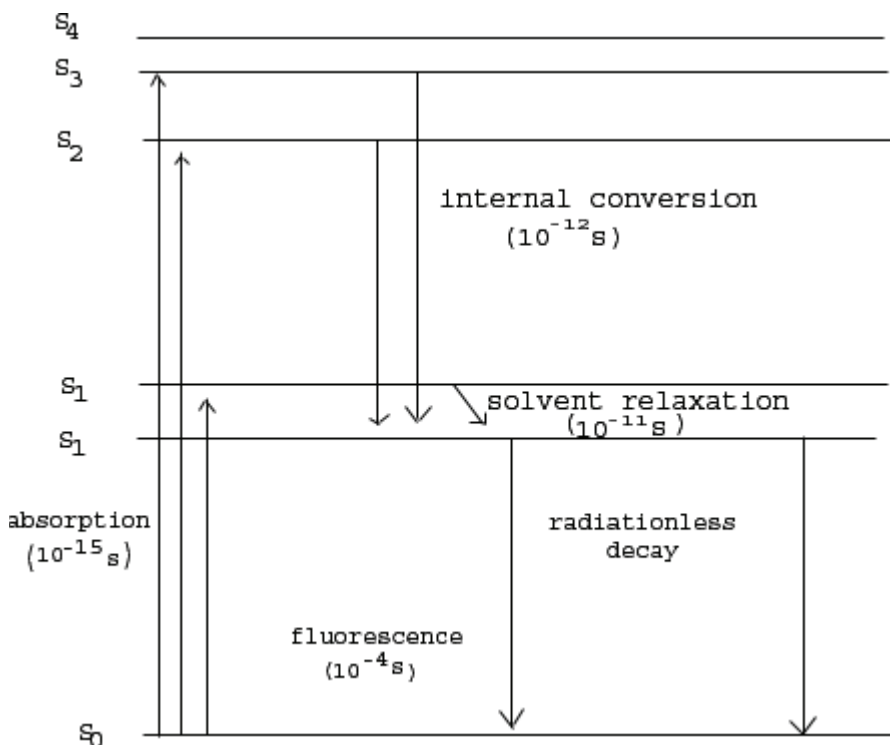 S4
S3
S2
internal conversion
(10-12s)
S1
solvent relaxation
(10-11s)
S1
absorption
(10-15s)
radiationless
decay
fluorescence
(10-4s)
S0